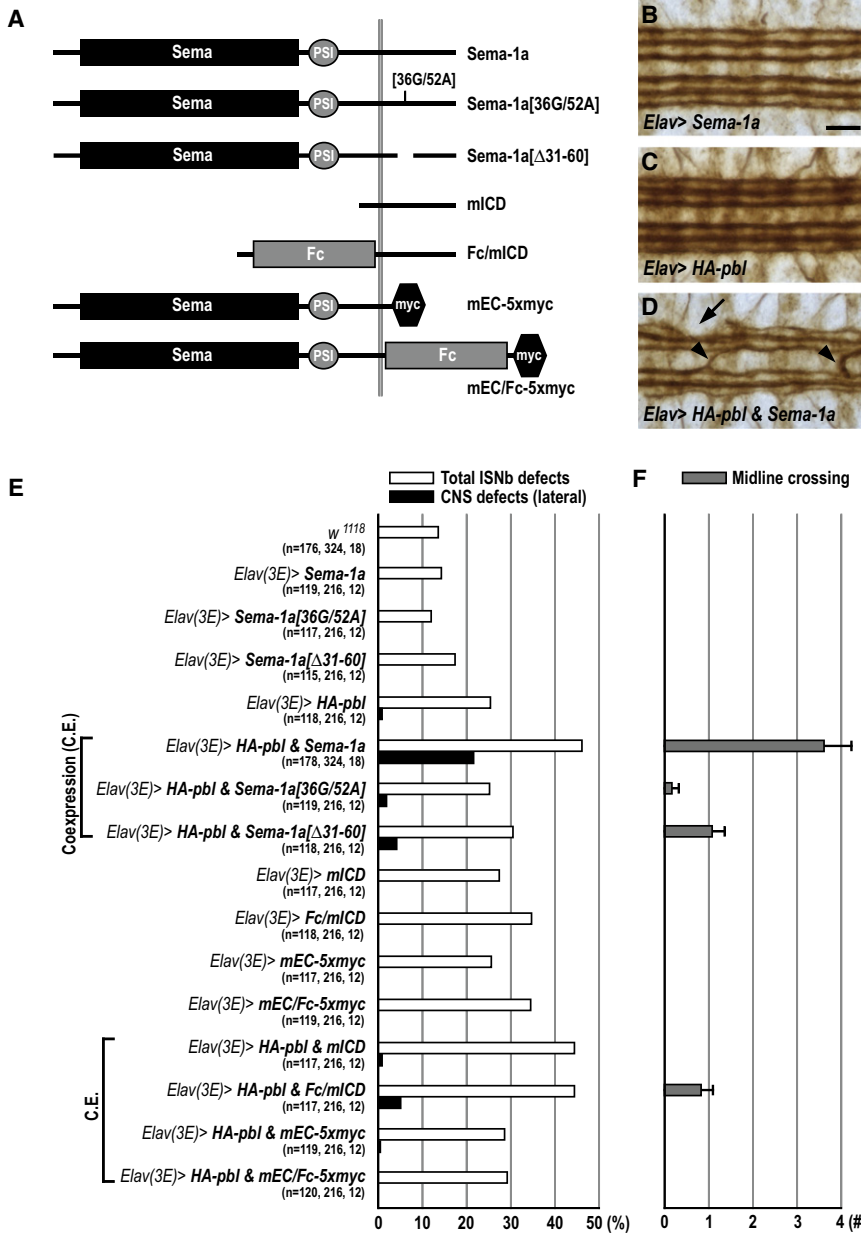 A
Sema PSI Sema-1a
[36G/52A]
Sema PSI Sema-1a[36G/52A]
Sema PSI Sema-1a[Δ31-60]
mICD
Fc Fc/mICD
Sema PSI myc mEC-5xmyc
Sema PSI Fc myc
mEC/Fc-5xmyc
B
Elav> Sema-1a
C
Elav> HA-pbl
D
Elav> HA-pbl & Sema-1a
E
Total ISNb defects
CNS defects (lateral)
F
Midline crossing
w 1118
(n=176, 324, 18)
Elav(3E)> Sema-1a
(n=119, 216, 12)
Elav(3E)> Sema-1a[36G/52A]
(n=117, 216, 12)
Elav(3E)> Sema-1a[Δ31-60]
(n=115, 216, 12)
Elav(3E)> HA-pbl
(n=118, 216, 12)
Coexpression (C.E.)
Elav(3E)> HA-pbl & Sema-1a
(n=178, 324, 18)
Elav(3E)> HA-pbl & Sema-1a[36G/52A]
(n=119, 216, 12)
Elav(3E)> HA-pbl & Sema-1a[Δ31-60]
(n=118, 216, 12)
Elav(3E)> mICD
(n=117, 216, 12)
Elav(3E)> Fc/mICD
(n=118, 216, 12)
Elav(3E)> mEC-5xmyc
(n=117, 216, 12)
Elav(3E)> mEC/Fc-5xmyc
(n=119, 216, 12)
C.E.
Elav(3E)> HA-pbl & mICD
(n=117, 216, 12)
Elav(3E)> HA-pbl & Fc/mICD
(n=117, 216, 12)
Elav(3E)> HA-pbl & mEC-5xmyc
(n=119, 216, 12)
Elav(3E)> HA-pbl & mEC/Fc-5xmyc
(n=120, 216, 12)
0 10 20 30 40 50 (%)
0 1 2 3 4 (#